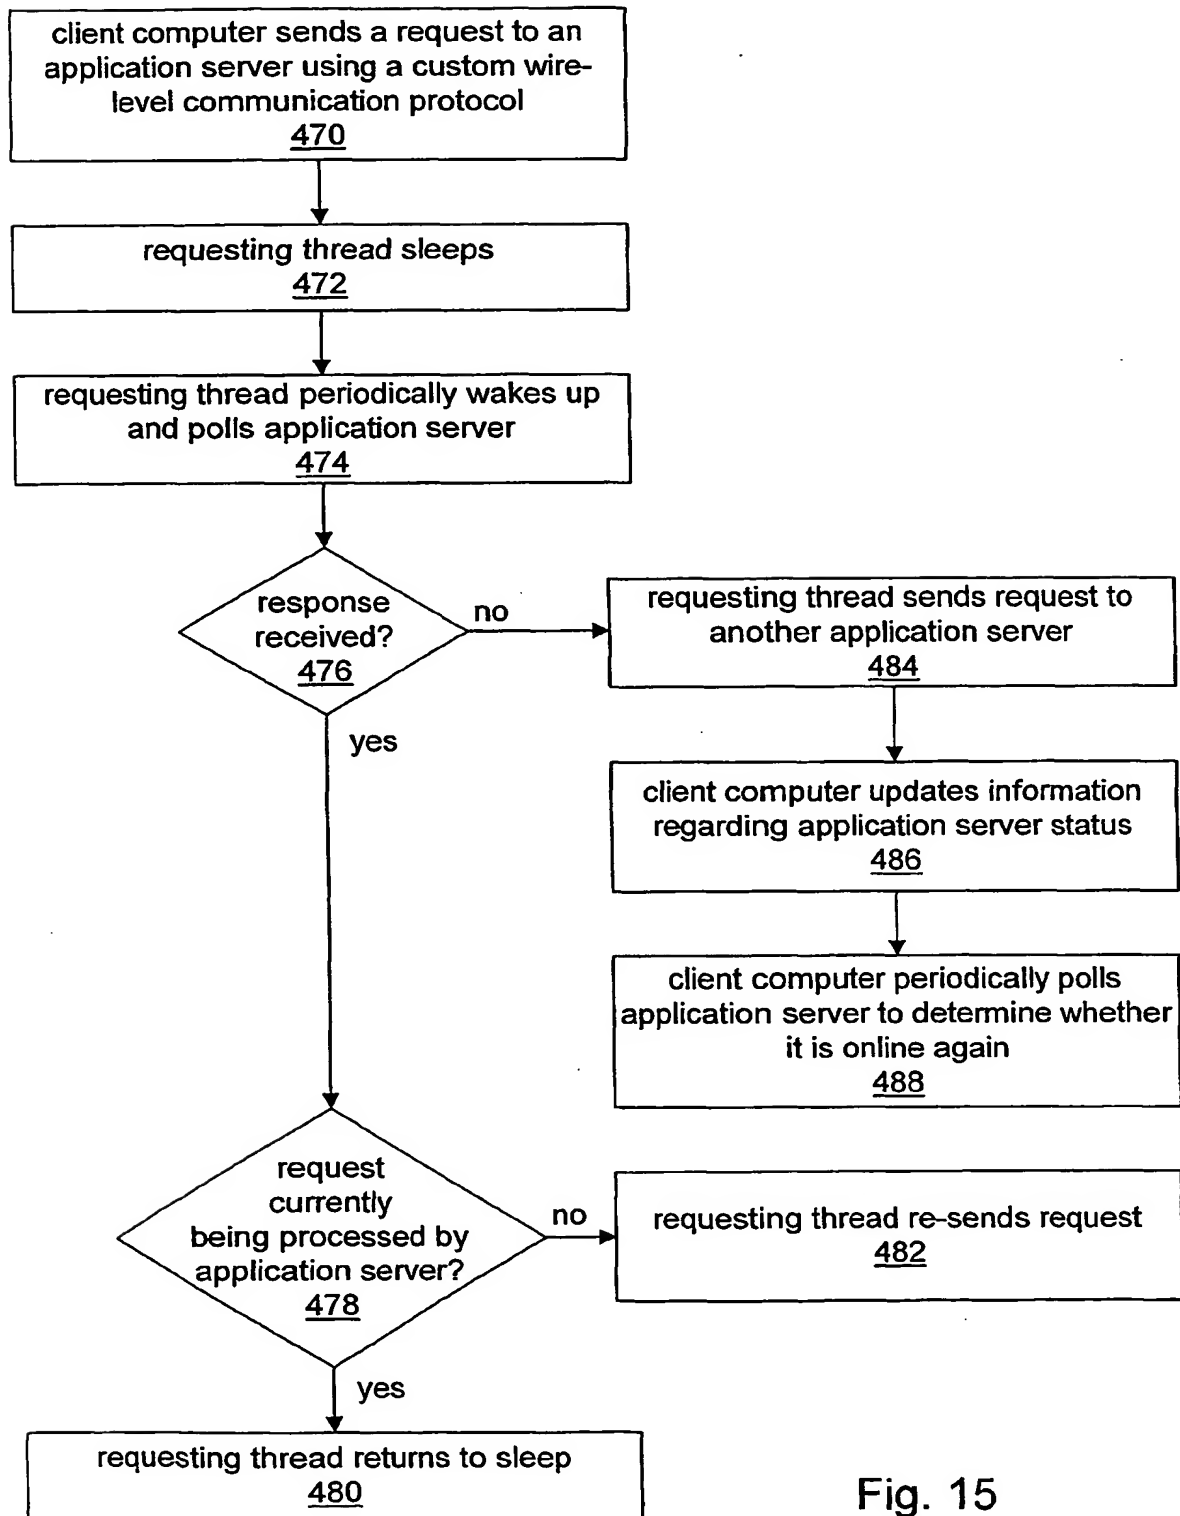 client computer sends a request to an
application server using a custom wire-
level communication protocol
470
requesting thread sleeps
472
requesting thread periodically wakes up
and polls application server
474
response
received?
476
no
requesting thread sends request to
another application server
484
yes
client computer updates information
regarding application server status
486
client computer periodically polls
application server to determine whether
it is online again
488
request
currently
being processed by
application server?
478
no
requesting thread re-sends request
482
yes
requesting thread returns to sleep
480
Fig. 15